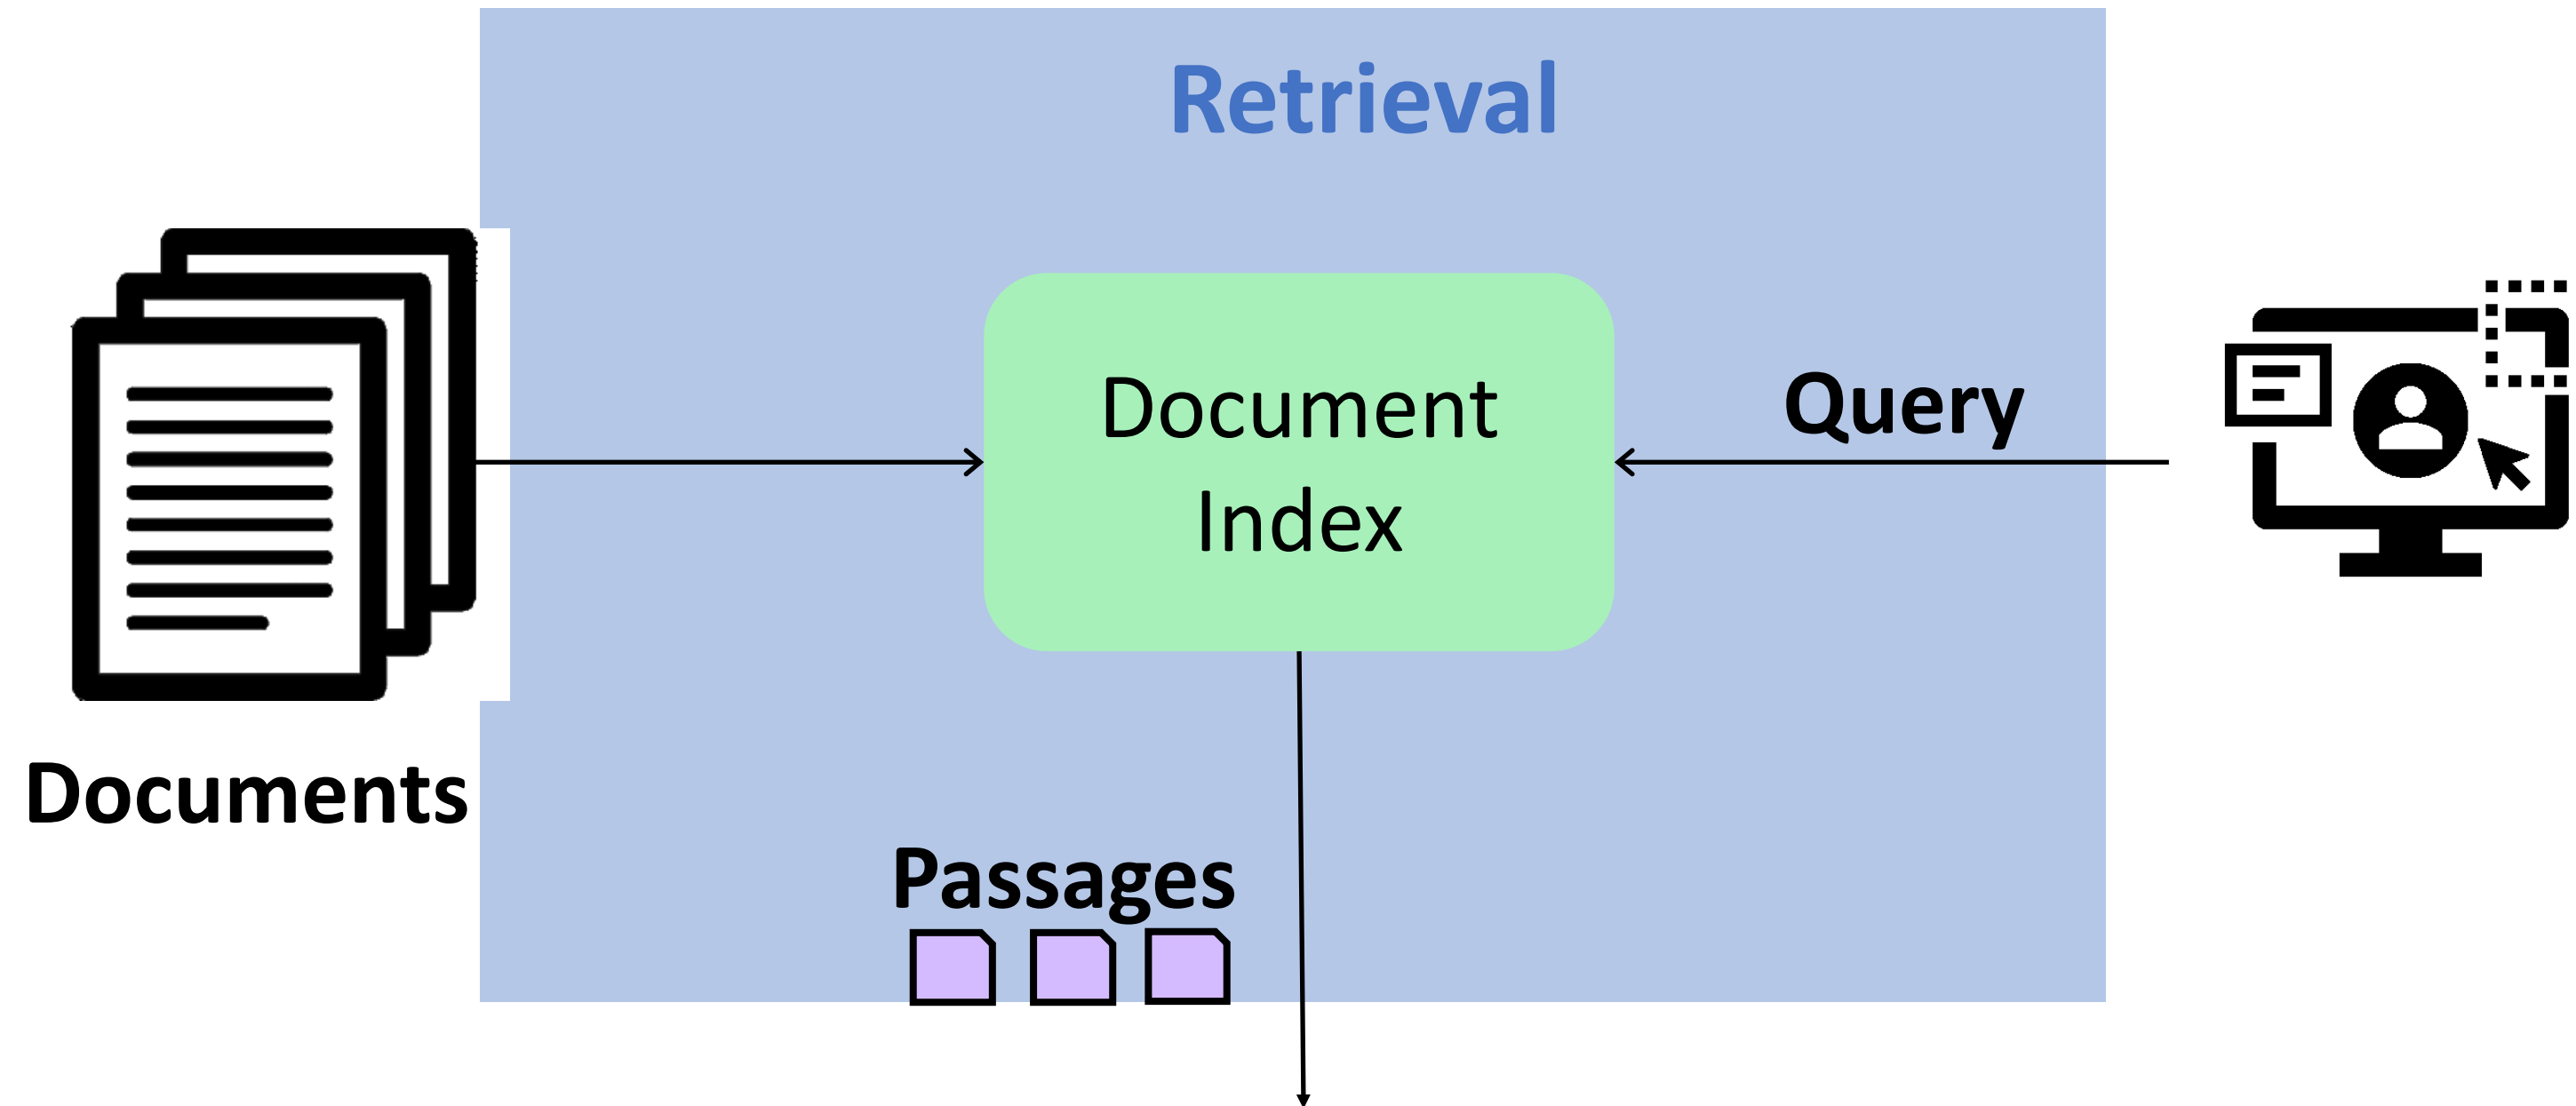 Retrieval
Document
Index
Query
Documents
Passages